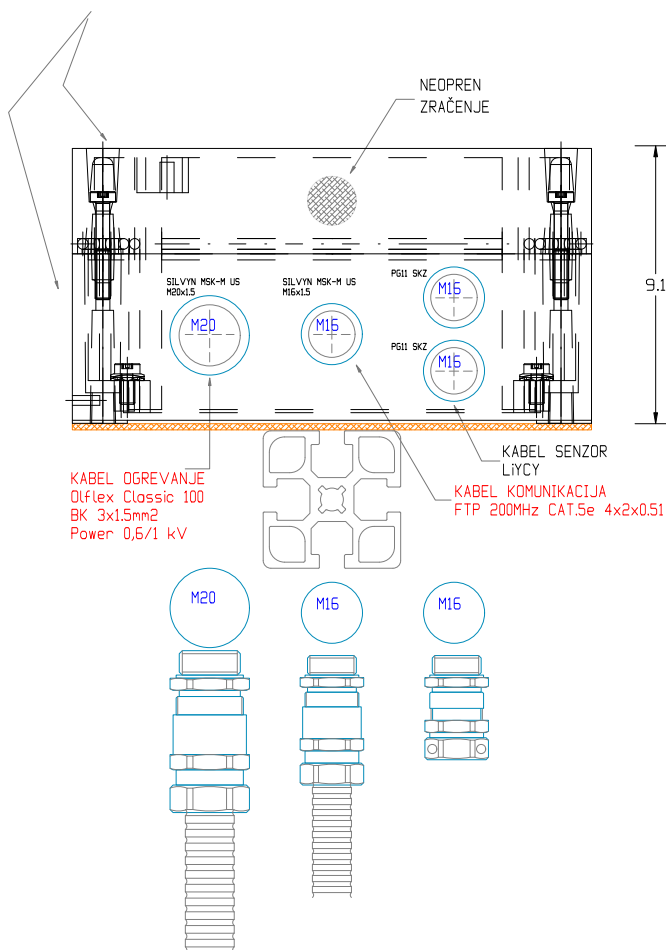 NEOPREN
ZRAČENJE
SILVYN MSK-M US
M20x1.5
SILVYN MSK-M US
M16x1.5
PG11 SKZ
M16
M20
M16
PG11 SKZ
M16
9.1
KABEL SENZOR
LiYCY
KABEL OGREVANJE
Olflex Classic 100
BK 3x1.5mm2
Power 0,6/1 kV
KABEL KOMUNIKACIJA
FTP 200MHz CAT.5e 4x2x0.51
M20
M16
M16